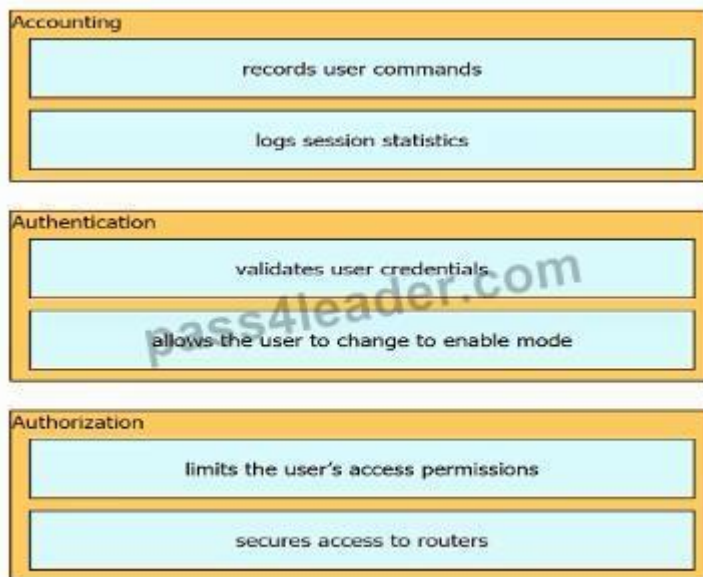 Accounting
records user commands
logs session statistics
Authentication
validates user credentials
pass4leader.com
allows the user to change to enable mode
Authorization
limits the user's access permissions
secures access to routers